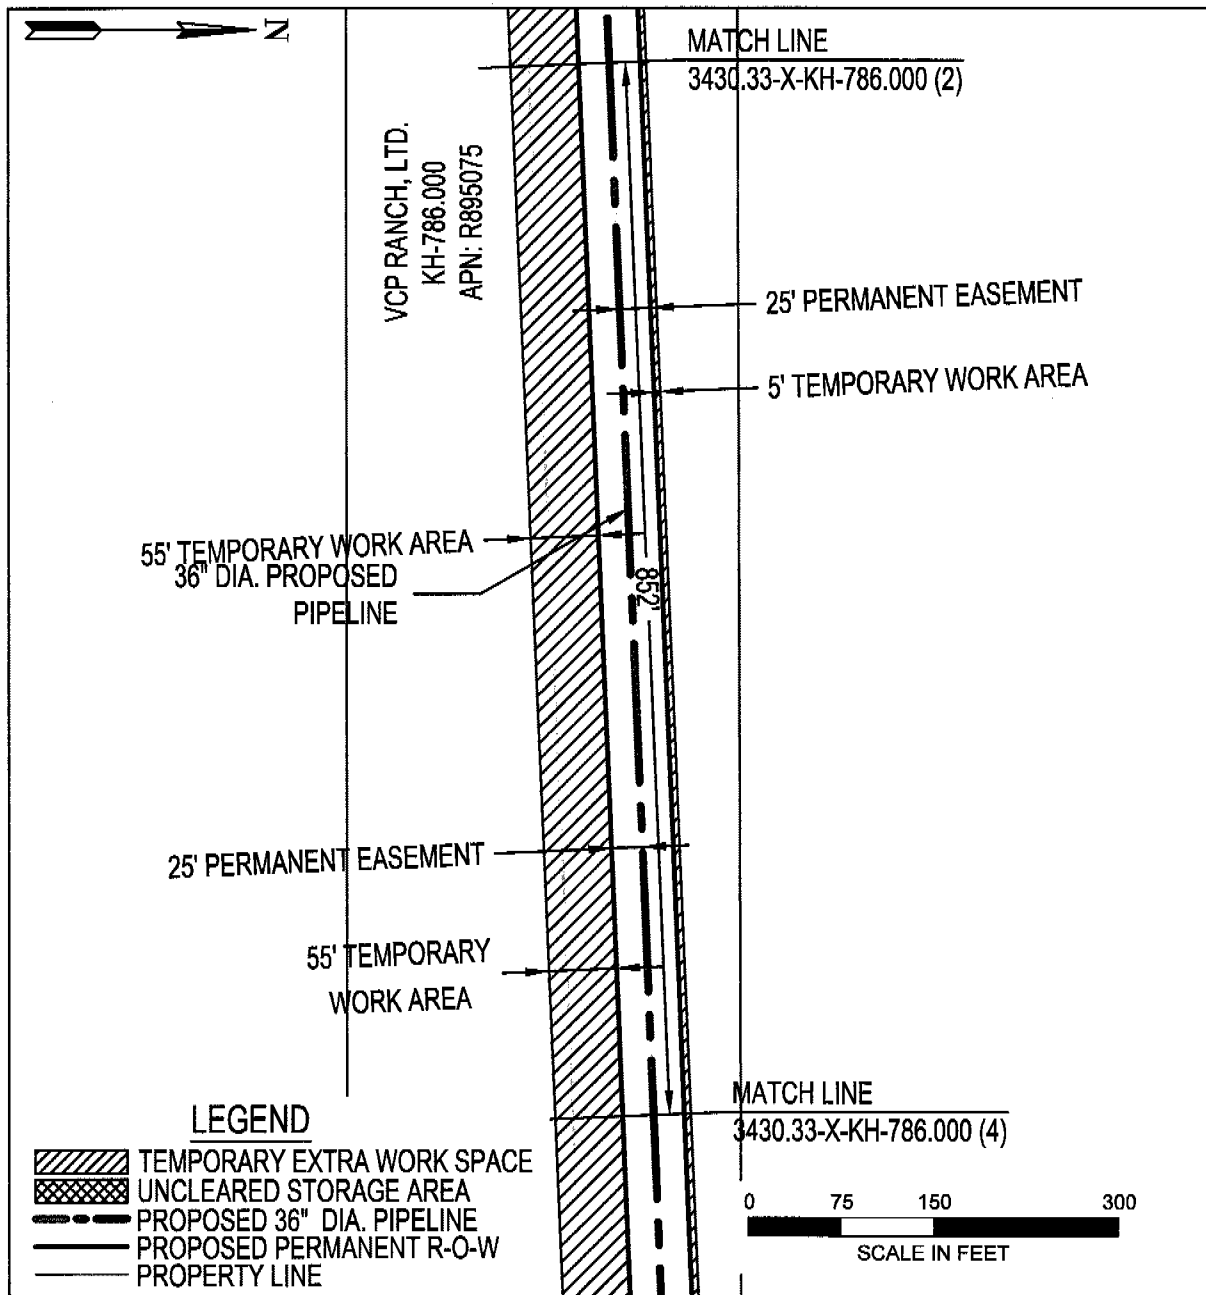 N
MATCH LINE
3430.33-X-KH-786.000 (2)
VCP RANCH, LTD.
KH-786.000
APN: R895075
25' PERMANENT EASEMENT
5' TEMPORARY WORK AREA
55' TEMPORARY WORK AREA
36" DIA. PROPOSED
PIPELINE
852'
25' PERMANENT EASEMENT
55' TEMPORARY
WORK AREA
MATCH LINE
3430.33-X-KH-786.000 (4)
LEGEND
TEMPORARY EXTRA WORK SPACE
UNCLEARED STORAGE AREA
PROPOSED 36" DIA. PIPELINE
PROPOSED PERMANENT R-O-W
PROPERTY LINE
0 75 150 300
SCALE IN FEET